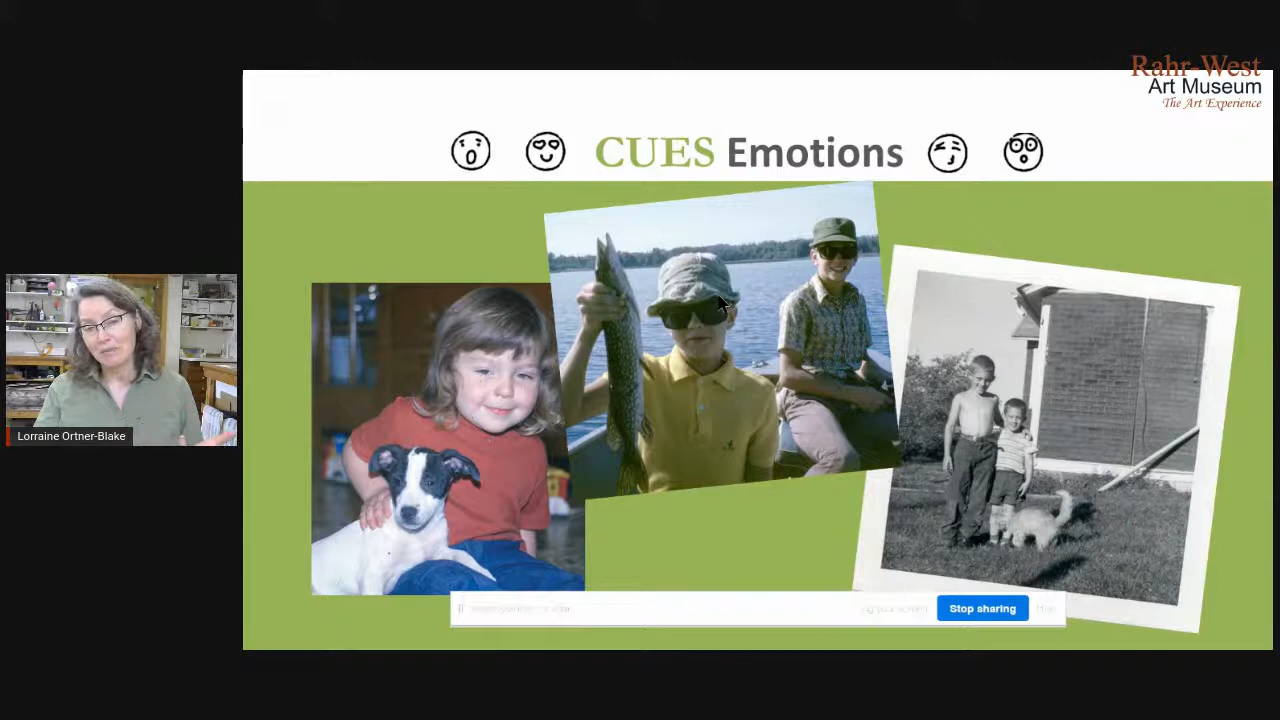 Rahr-West
Art Museum
The Art Experience
CUES Emotions
Lorraine Ortner-Blake
Stop sharing